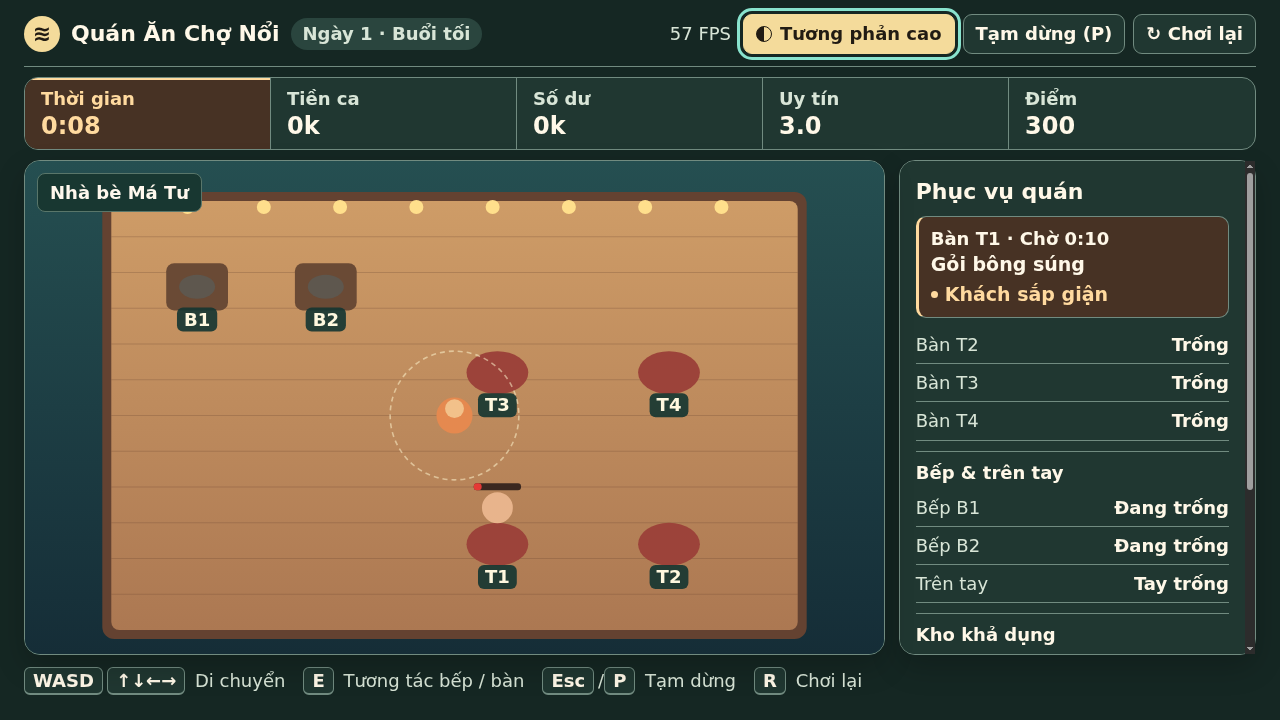 Quán Ăn Chợ Nổi
Ngày 1 · Buổi tối
57 FPS
Tương phản cao
Tạm dừng (P)
↻ Chơi lại
Thời gian
0:08
Tiền ca
0k
Số dư
0k
Uy tín
3.0
Điểm
300
Nhà bè Má Tư
B1
B2
T3
T4
T1
T2
Phục vụ quán
Bàn T1 · Chờ 0:10
Gỏi bông súng
• Khách sắp giận
Bàn T2 Trống
Bàn T3 Trống
Bàn T4 Trống
Bếp & trên tay
Bếp B1 Đang trống
Bếp B2 Đang trống
Trên tay Tay trống
Kho khả dụng
WASD ↑↓←→ Di chuyển E Tương tác bếp / bàn Esc / P Tạm dừng R Chơi lại